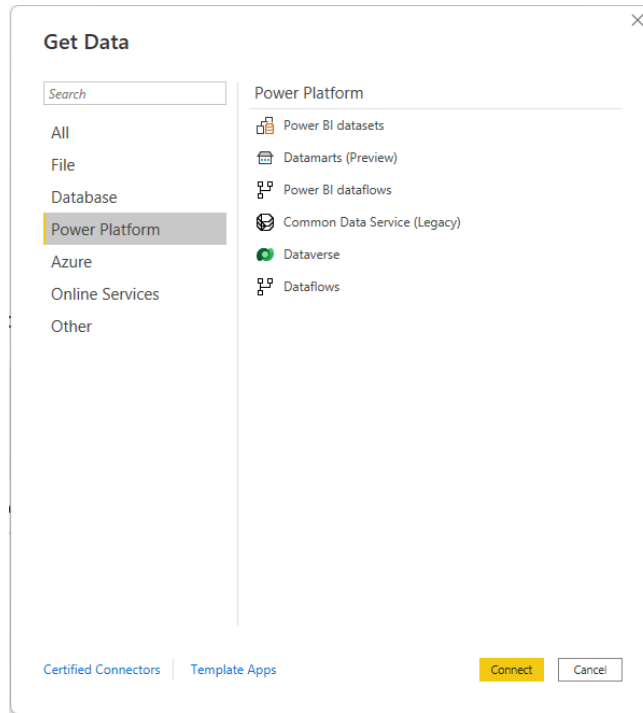 Get Data
Search
All
File
Database
Power Platform
Azure
Online Services
Other
Power Platform
Power BI datasets
Datamarts (Preview)
Power BI dataflows
Common Data Service (Legacy)
Dataverse
Dataflows
Certified Connectors
Template Apps
Connect
Cancel